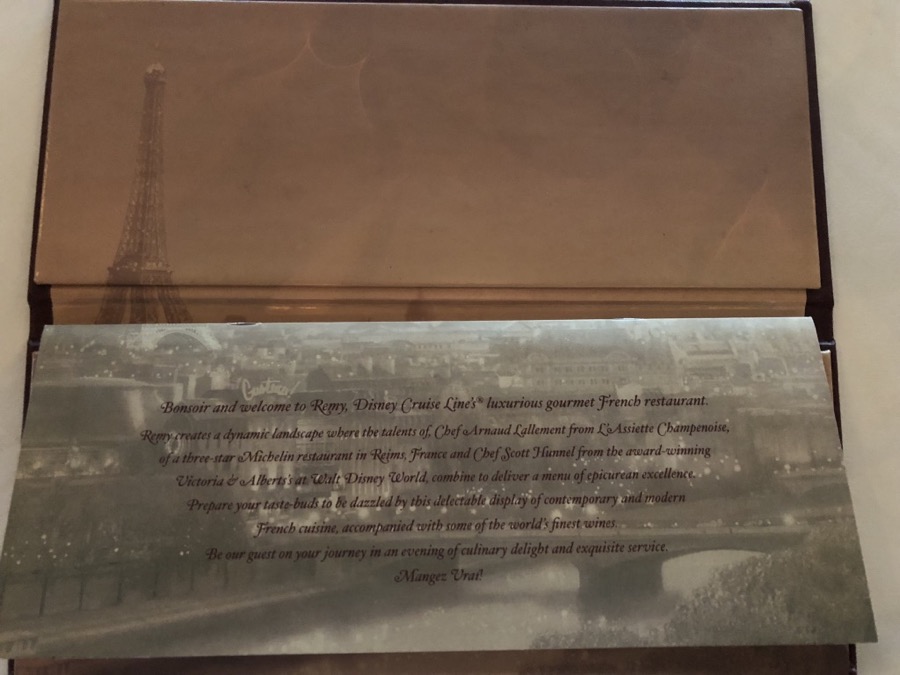 Gusteau's
Bonsoir and welcome to Remy, Disney Cruise Line's® luxurious gourmet French restaurant.
Remy creates a dynamic landscape where the talents of, Chef Arnaud Lallement from L'Assiette Champenoise,
of a three-star Michelin restaurant in Reims, France and Chef Scott Hunnel from the award-winning
Victoria & Alberts's at Walt Disney World, combine to deliver a menu of epicurean excellence.
Prepare your taste-buds to be dazzled by this delectable display of contemporary and modern
French cuisine, accompanied with some of the world's finest wines.
Be our guest on your journey in an evening of culinary delight and exquisite service.
Mangez Vrai!